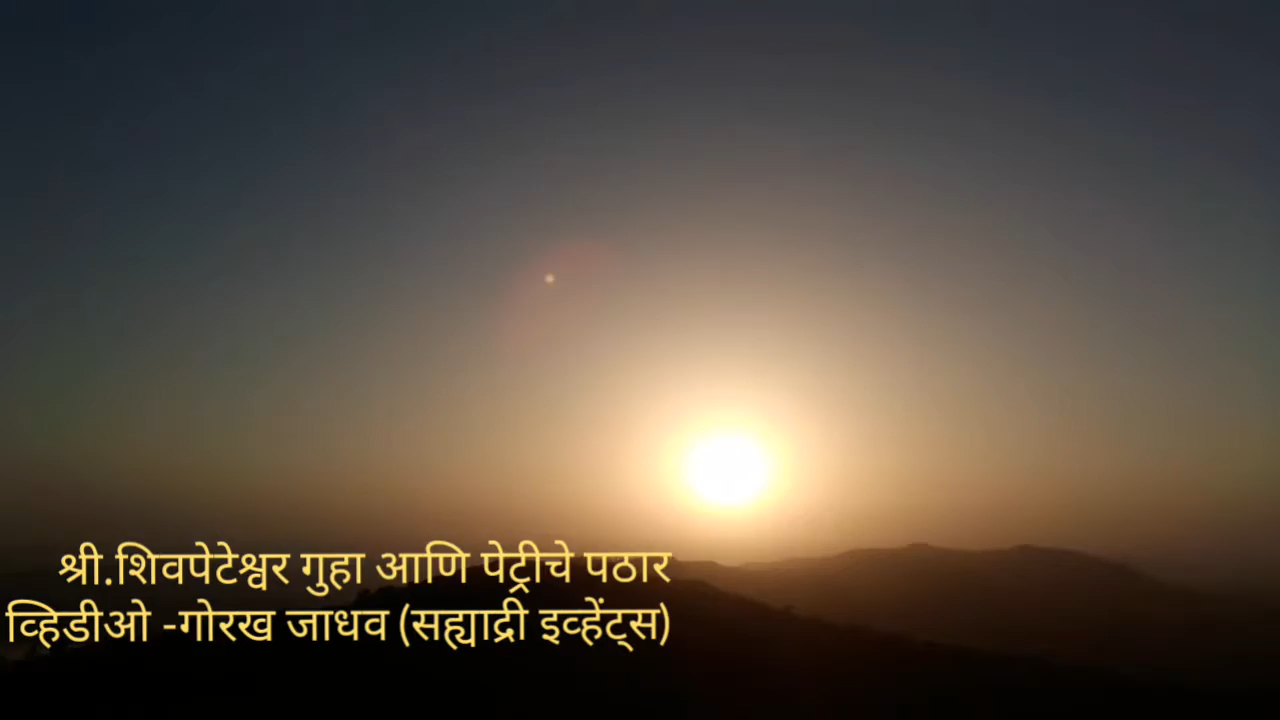 श्री.शिवपेटेश्वर गुहा आणि पेट्रीचे पठार
व्हिडीओ -गोरख जाधव (सह्याद्री इव्हेंट्स)